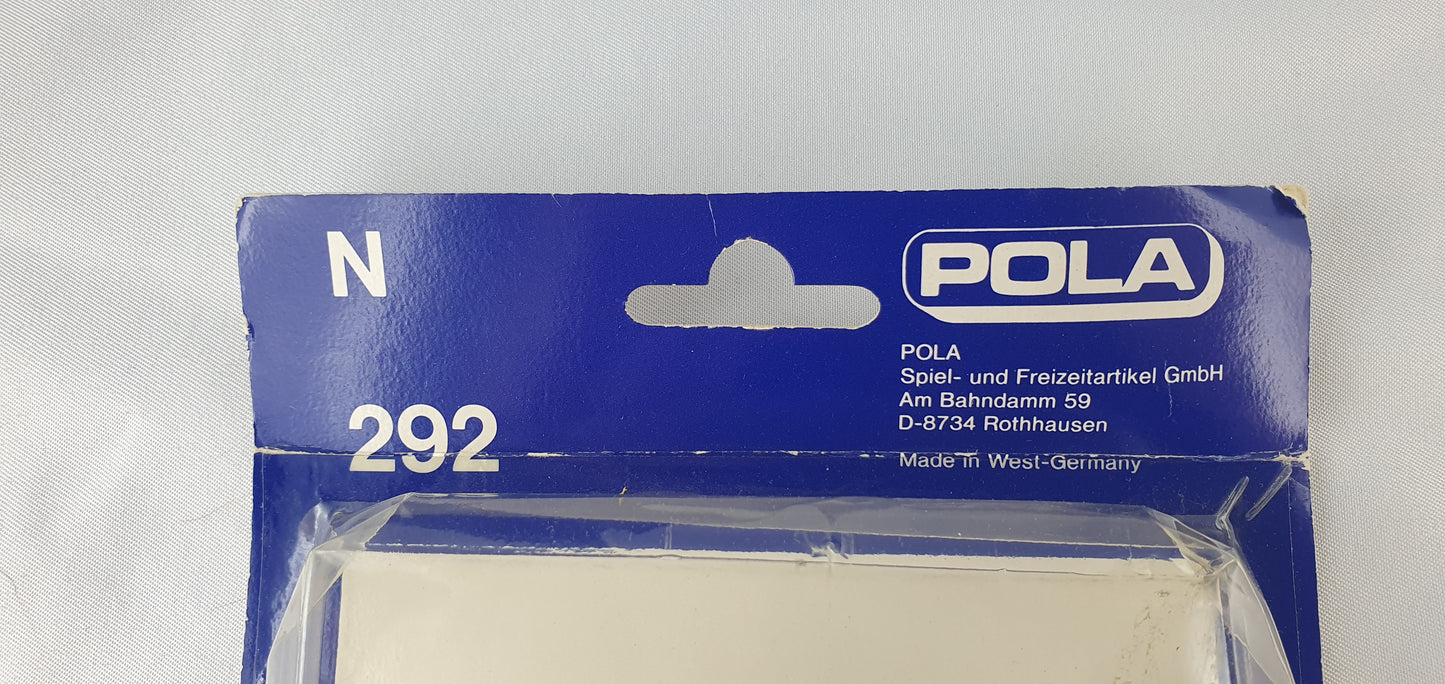 N
POLA
POLA
Spiel- und Freizeitartikel GmbH
Am Bahndamm 59
D-8734 Rothhausen
292
Made in West-Germany